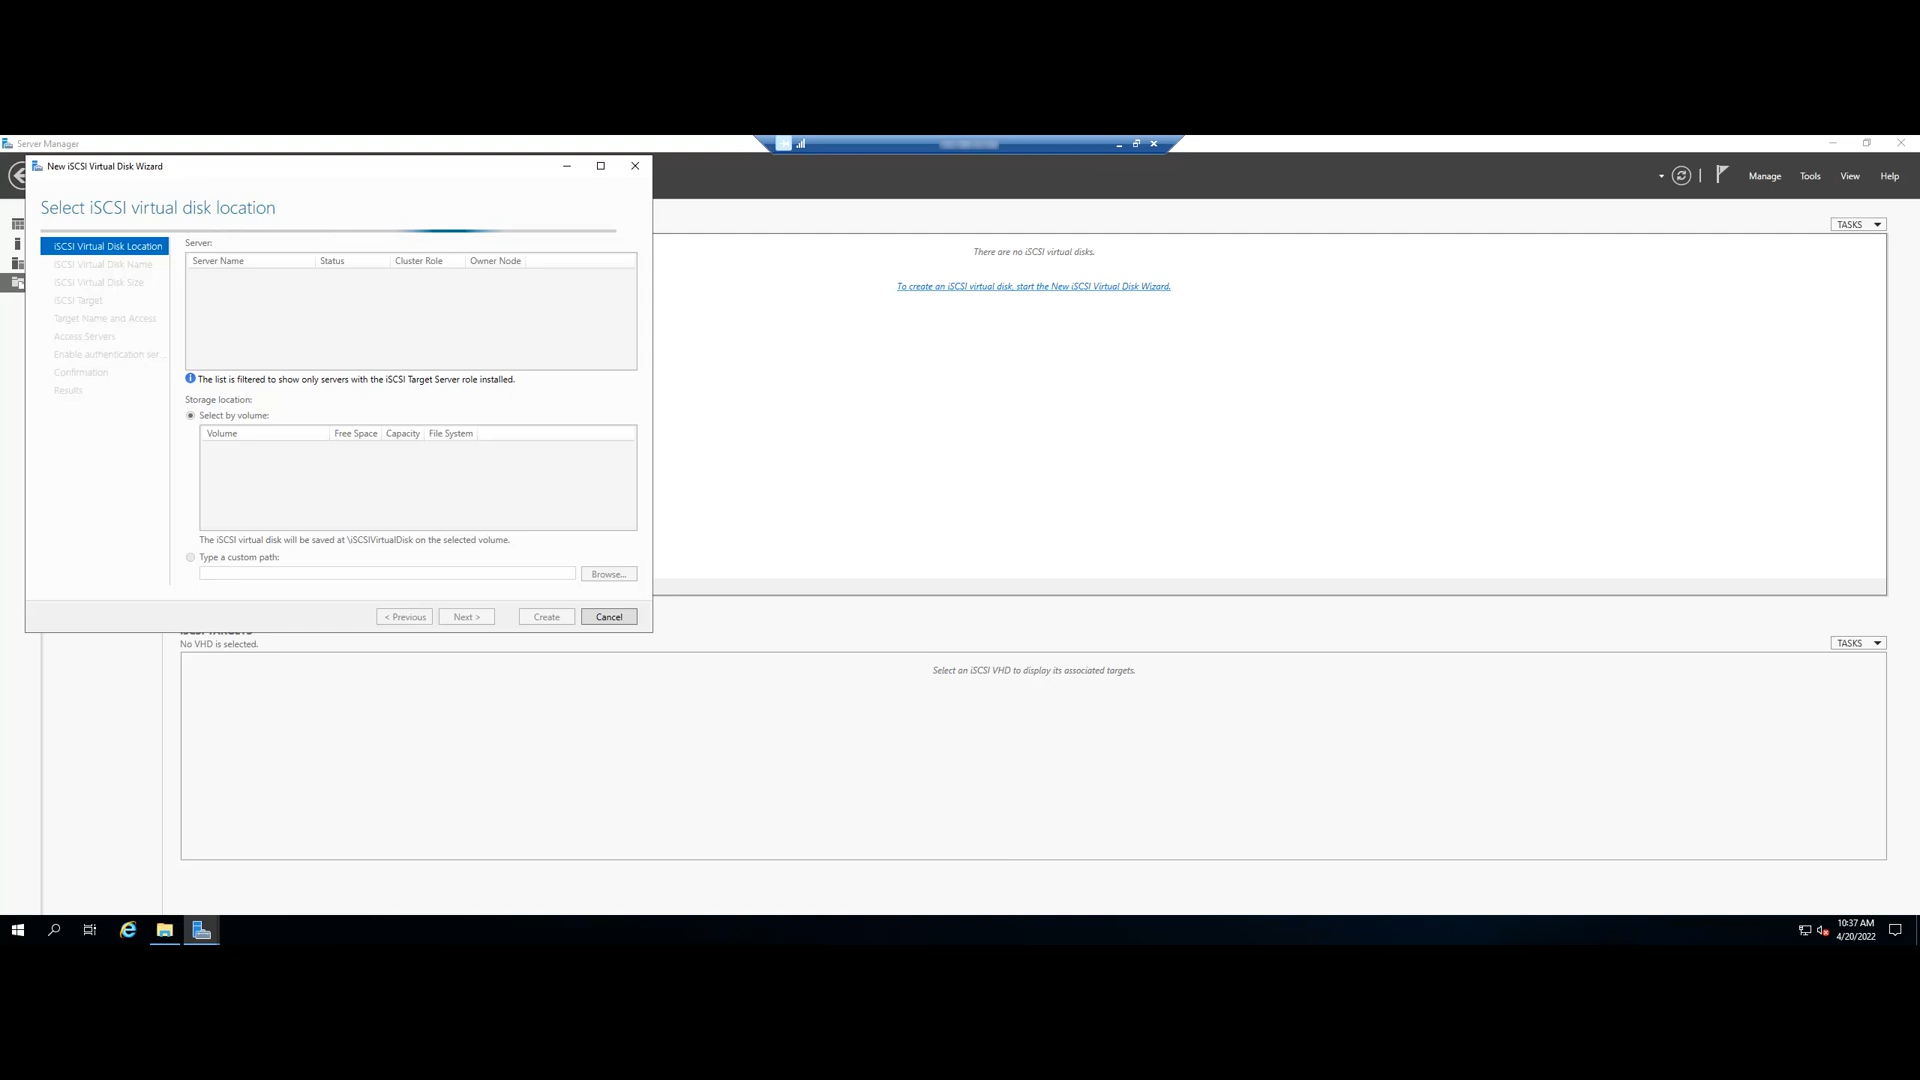 Server Manager
New iSCSI Virtual Disk Wizard
Manage Tools View Help
Select iSCSI virtual disk location
TASKS
iSCSI Virtual Disk Location
iSCSI Virtual Disk Name
iSCSI Virtual Disk Size
iSCSI Target
Target Name and Access
Access Servers
Enable authentication ser...
Confirmation
Results
Server:
Server Name Status Cluster Role Owner Node
The list is filtered to show only servers with the iSCSI Target Server role installed.
Storage location:
Select by volume:
Volume Free Space Capacity File System
The iSCSI virtual disk will be saved at \iSCSIVirtualDisk on the selected volume.
Type a custom path:
Browse...
< Previous Next > Create Cancel
There are no iSCSI virtual disks.
To create an iSCSI virtual disk, start the New iSCSI Virtual Disk Wizard.
iSCSI TARGETS
No VHD is selected.
TASKS
Select an iSCSI VHD to display its associated targets.
10:37 AM
4/20/2022